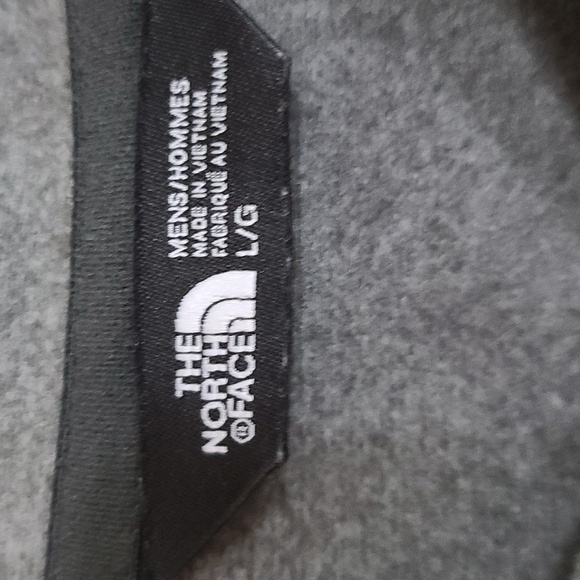 THE
NORTH
®FACE
MENS/HOMMES
MADE IN VIETNAM
FABRIQUÉ AU VIETNAM
L/G